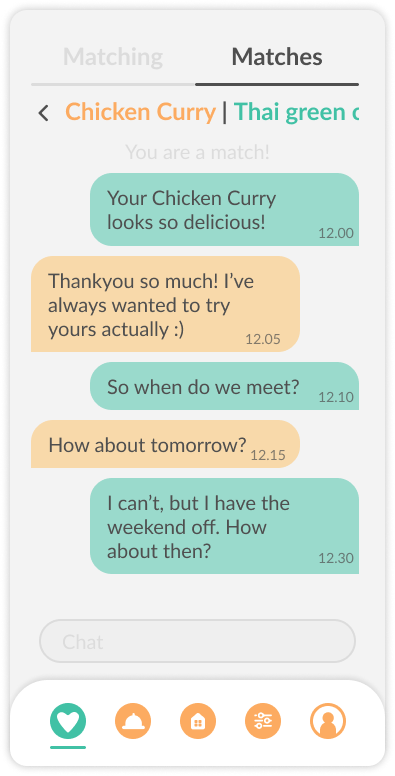 Matching Matches
Chicken Curry | Thai green c
You are a match!
Your Chicken Curry
looks so delicious!
12.00
Thankyou so much! I’ve
always wanted to try
yours actually :)
12.05
So when do we meet?
12.10
How about tomorrow?
12.15
I can’t, but I have the
weekend off. How
about then?
12.30
Chat